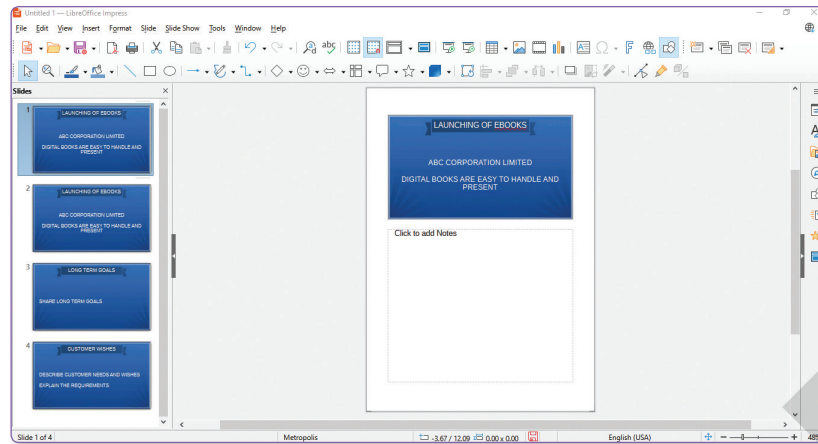 Untitled 1 — LibreOffice Impress
File Edit View Insert Format Slide Slide Show Tools Window Help
Slides
1
LAUNCHING OF EBOOKS
ABC CORPORATION LIMITED
DIGITAL BOOKS ARE EASY TO HANDLE AND
PRESENT
2
LAUNCHING OF EBOOKS
ABC CORPORATION LIMITED
DIGITAL BOOKS ARE EASY TO HANDLE AND
PRESENT
3
LONG TERM GOALS
SHARE LONG TERM GOALS
4
CUSTOMER WISHES
DESCRIBE CUSTOMER NEEDS AND WISHES
EXPLAIN THE REQUIREMENTS
LAUNCHING OF EBOOKS
ABC CORPORATION LIMITED
DIGITAL BOOKS ARE EASY TO HANDLE AND
PRESENT
Click to add Notes
Slide 1 of 4 Metropolis -3.67 / 12.09 0.00 x 0.00 English (USA)